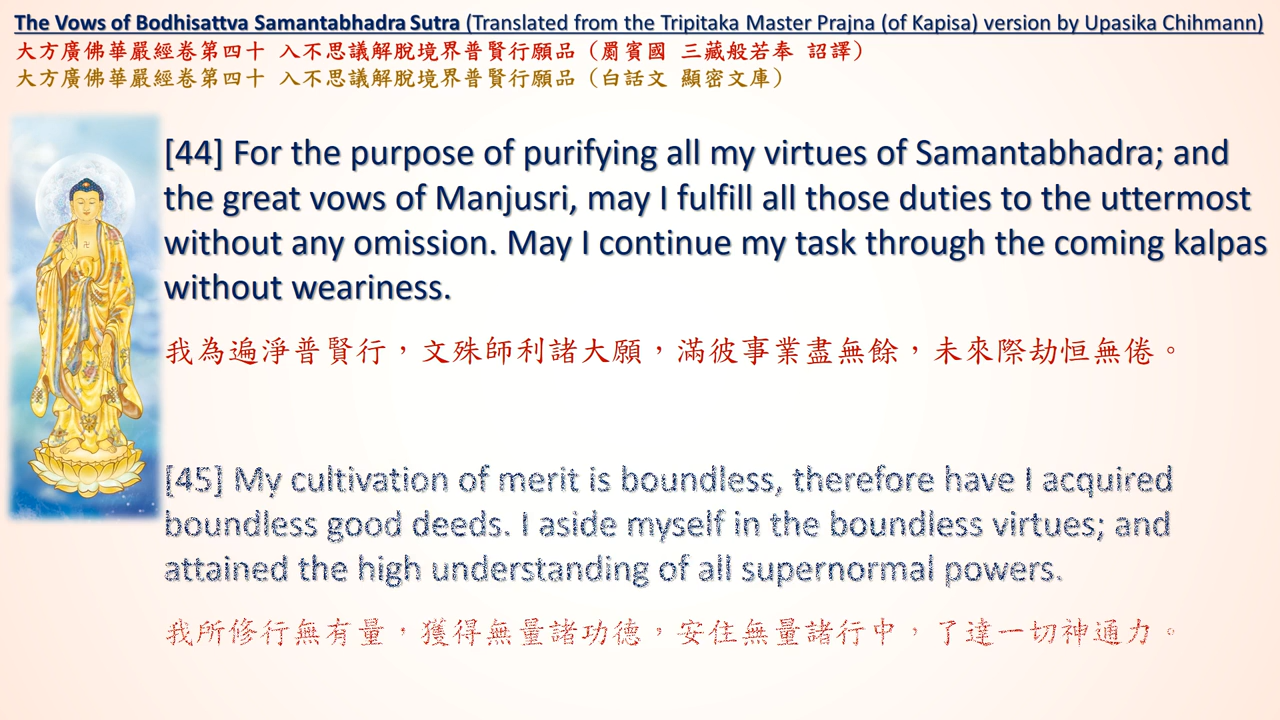 The Vows of Bodhisattva Samantabhadra Sutra (Translated from the Tripitaka Master Prajna (of Kapisa) version by Upasika Chihmann)
大方廣佛華嚴經卷第四十 入不思議解脫境界普賢行願品 (罽賓國 三藏般若奉 詔譯)
大方廣佛華嚴經卷第四十 入不思議解脫境界普賢行願品 (白話文 顯密文庫)
[44] For the purpose of purifying all my virtues of Samantabhadra; and
the great vows of Manjusri, may I fulfill all those duties to the uttermost
without any omission. May I continue my task through the coming kalpas
without weariness.
我為遍淨普賢行，文殊師利諸大願，滿彼事業盡無餘，未來際劫恒無倦。
[45] My cultivation of merit is boundless, therefore have I acquired
boundless good deeds. I aside myself in the boundless virtues; and
attained the high understanding of all supernormal powers.
我所修行無有量，獲得無量諸功德，安住無量諸行中，了達一切神通力。